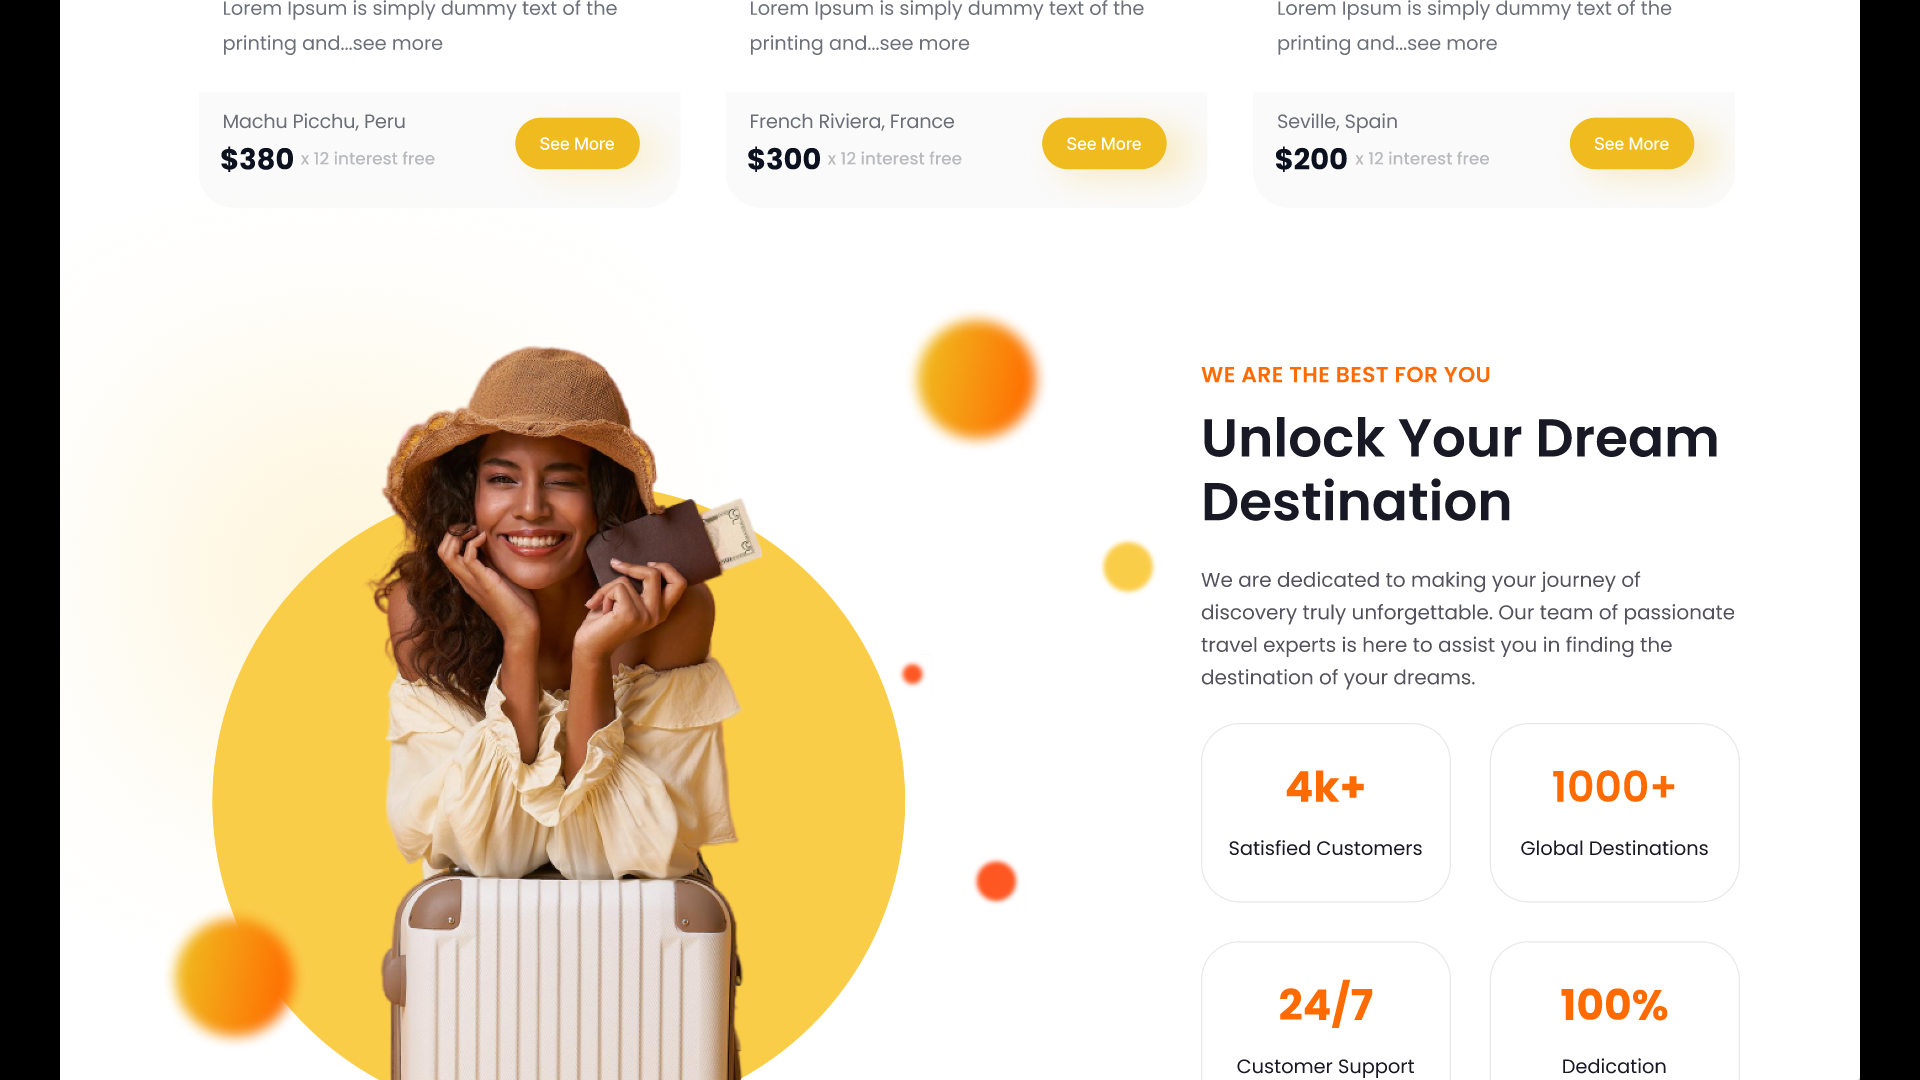 Lorem Ipsum is simply dummy text of the
printing and...see more
Machu Picchu, Peru
$380 x 12 interest free
See More
Lorem Ipsum is simply dummy text of the
printing and...see more
French Riviera, France
$300 x 12 interest free
See More
Lorem Ipsum is simply dummy text of the
printing and...see more
Seville, Spain
$200 x 12 interest free
See More
WE ARE THE BEST FOR YOU
Unlock Your Dream
Destination
We are dedicated to making your journey of
discovery truly unforgettable. Our team of passionate
travel experts is here to assist you in finding the
destination of your dreams.
4k+
Satisfied Customers
1000+
Global Destinations
24/7
Customer Support
100%
Dedication